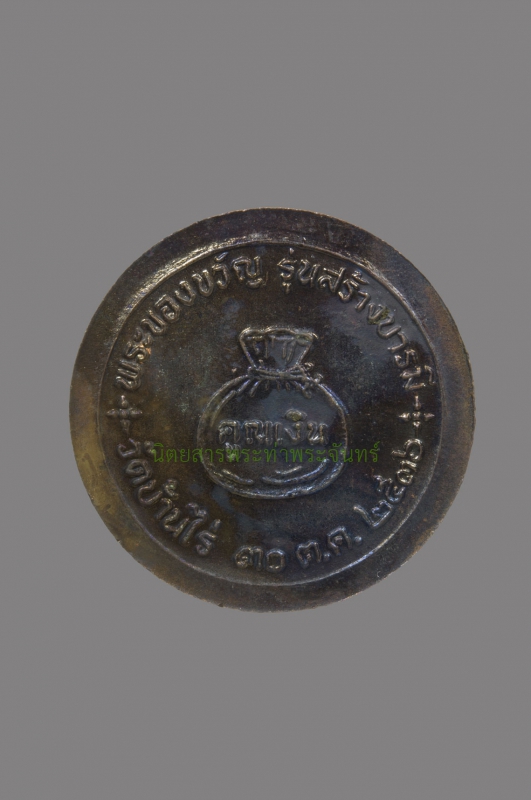 พระของขวัญ รุ่นสร้างบารมี
คูณเงิน
นิตยสารพระท่าพระจันทร์
วัดบ้านไร่ ๓๐ ต.ค. ๒๕๓๖